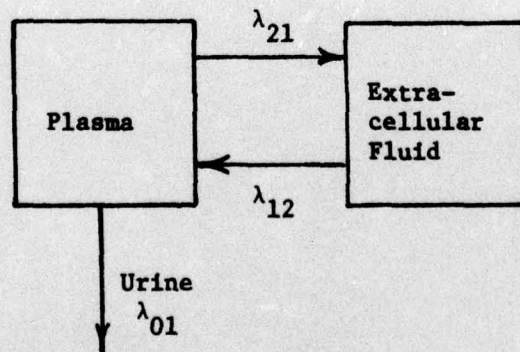 λ21
Plasma
Extra-
cellular
Fluid
λ12
Urine
λ01